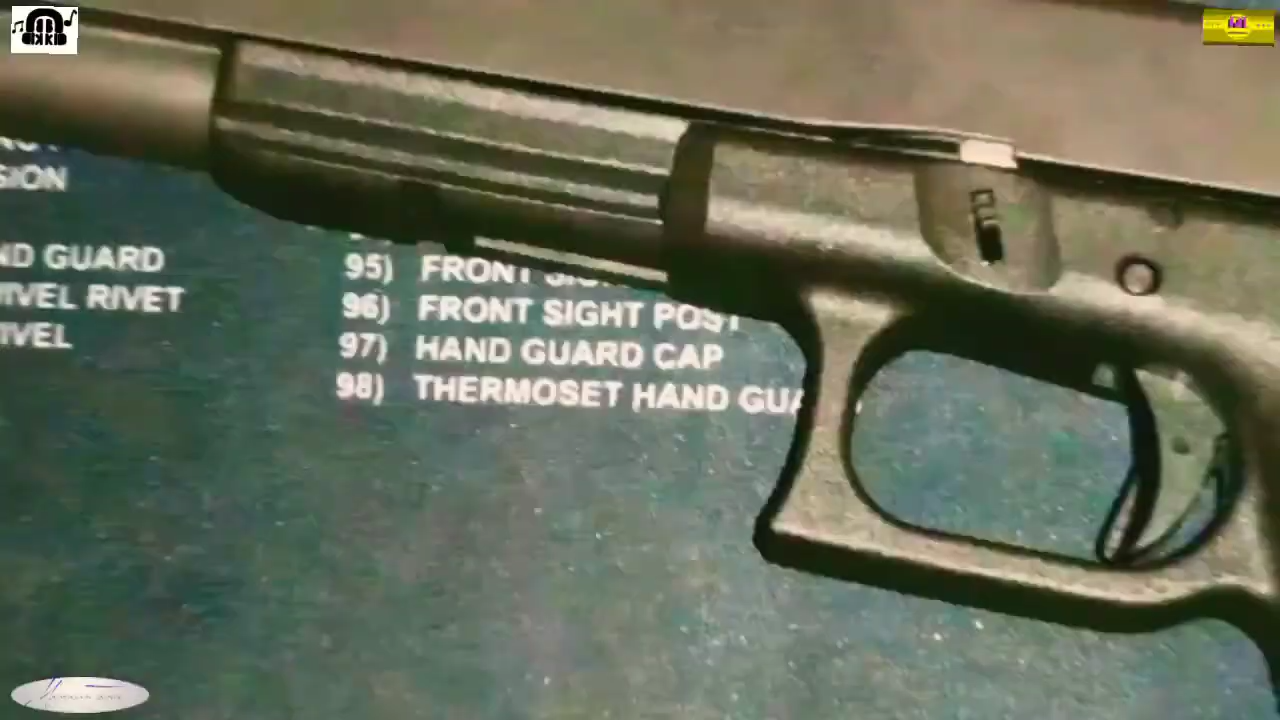 SION
ND GUARD
IVEL RIVET
IVEL
95) FRONT
96) FRONT SIGHT POST
97) HAND GUARD CAP
98) THERMOSET HAND GUA